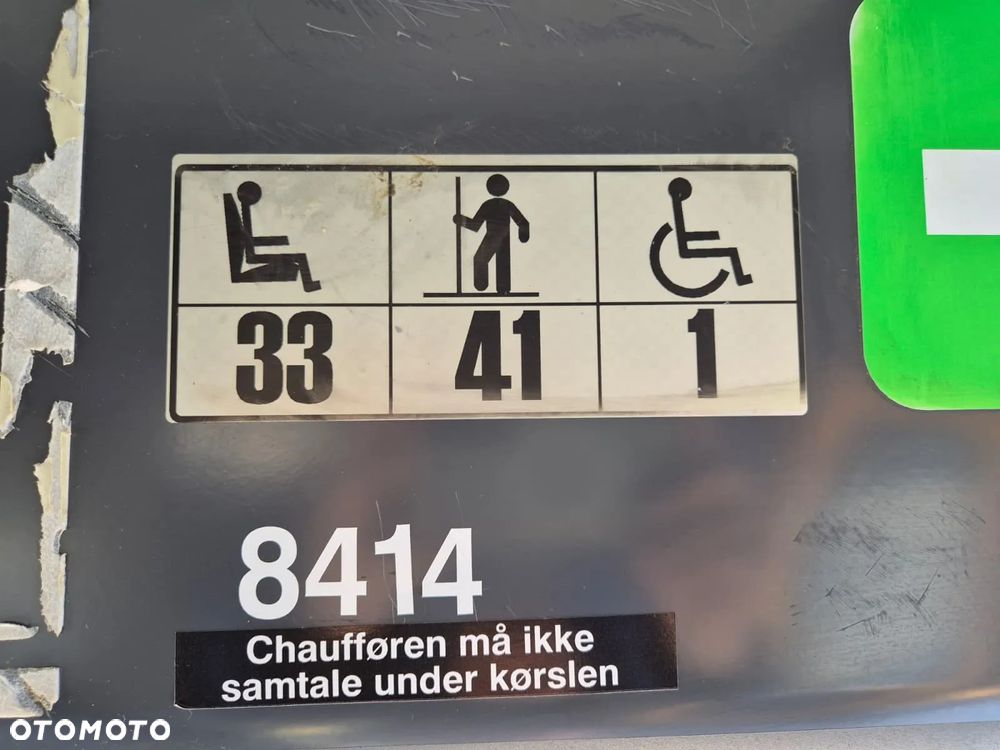 33 41 1
8414
Chaufføren må ikke
samtale under kørslen
OTOMOTO